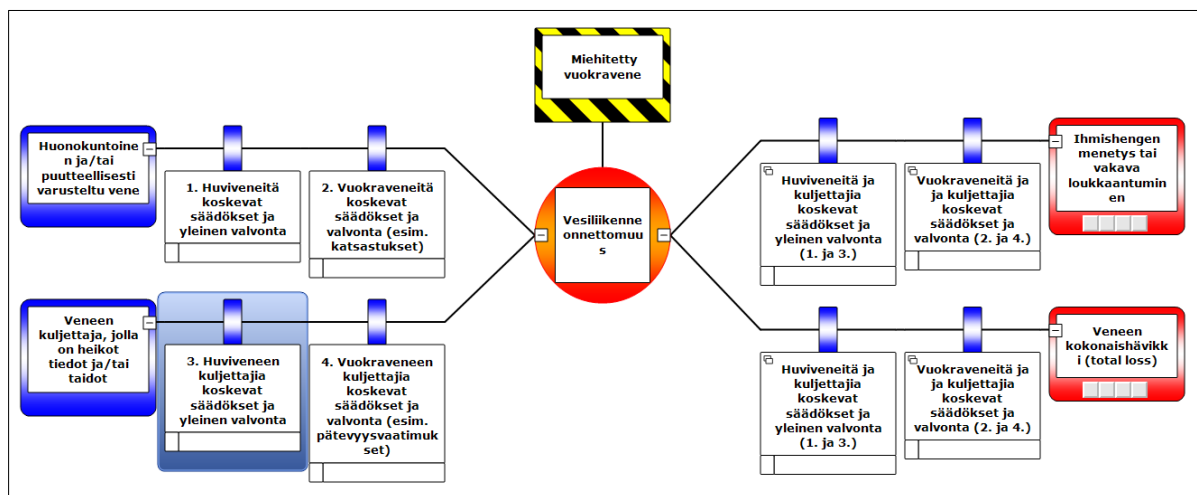 Miehitetty
vuokravene
Huonokuntoine
n ja/tai
puutteellisesti
varusteltu vene
1. Huviveneitä
koskevat
säädökset ja
yleinen valvonta
2. Vuokraveneitä
koskevat
säädökset ja
valvonta (esim.
katsastukset)
Veneen
kuljettaja, jolla
on heikot
tiedot ja/tai
taidot
3. Huviveneen
kuljettajia
koskevat
säädökset ja
yleinen valvonta
4. Vuokraveneen
kuljettajia
koskevat
säädökset ja
valvonta (esim.
pätevyysvaatimuk
set)
Vesiliikenne
onnettomuu
s
Huviveneitä ja
kuljettajia
koskevat
säädökset ja
yleinen valvonta
(1. ja 3.)
Vuokraveneitä ja
ja kuljettajia
koskevat
säädökset ja
valvonta (2. ja 4.)
Ihmishengen
menetys tai
vakava
loukkaantumin
en
Huviveneitä ja
kuljettajia
koskevat
säädökset ja
yleinen valvonta
(1. ja 3.)
Vuokraveneitä ja
ja kuljettajia
koskevat
säädökset ja
valvonta (2. ja 4.)
Veneen
kokonaishävikk
i (total loss)